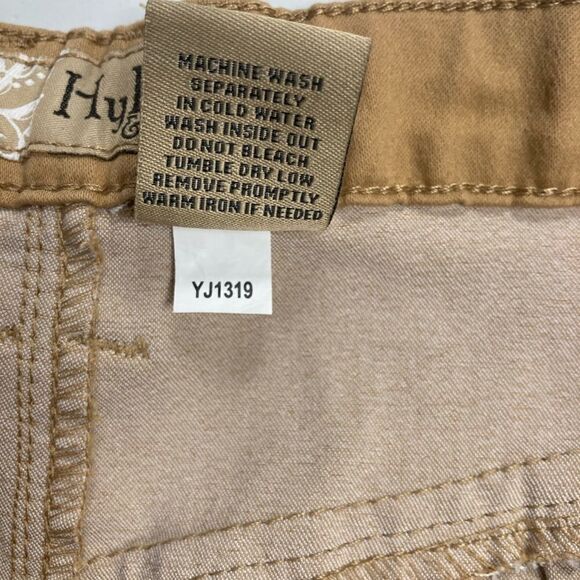 Hy
&
MACHINE WASH
SEPARATELY
IN COLD WATER
WASH INSIDE OUT
DO NOT BLEACH
TUMBLE DRY LOW
REMOVE PROMPTLY
WARM IRON IF NEEDED
YJ1319